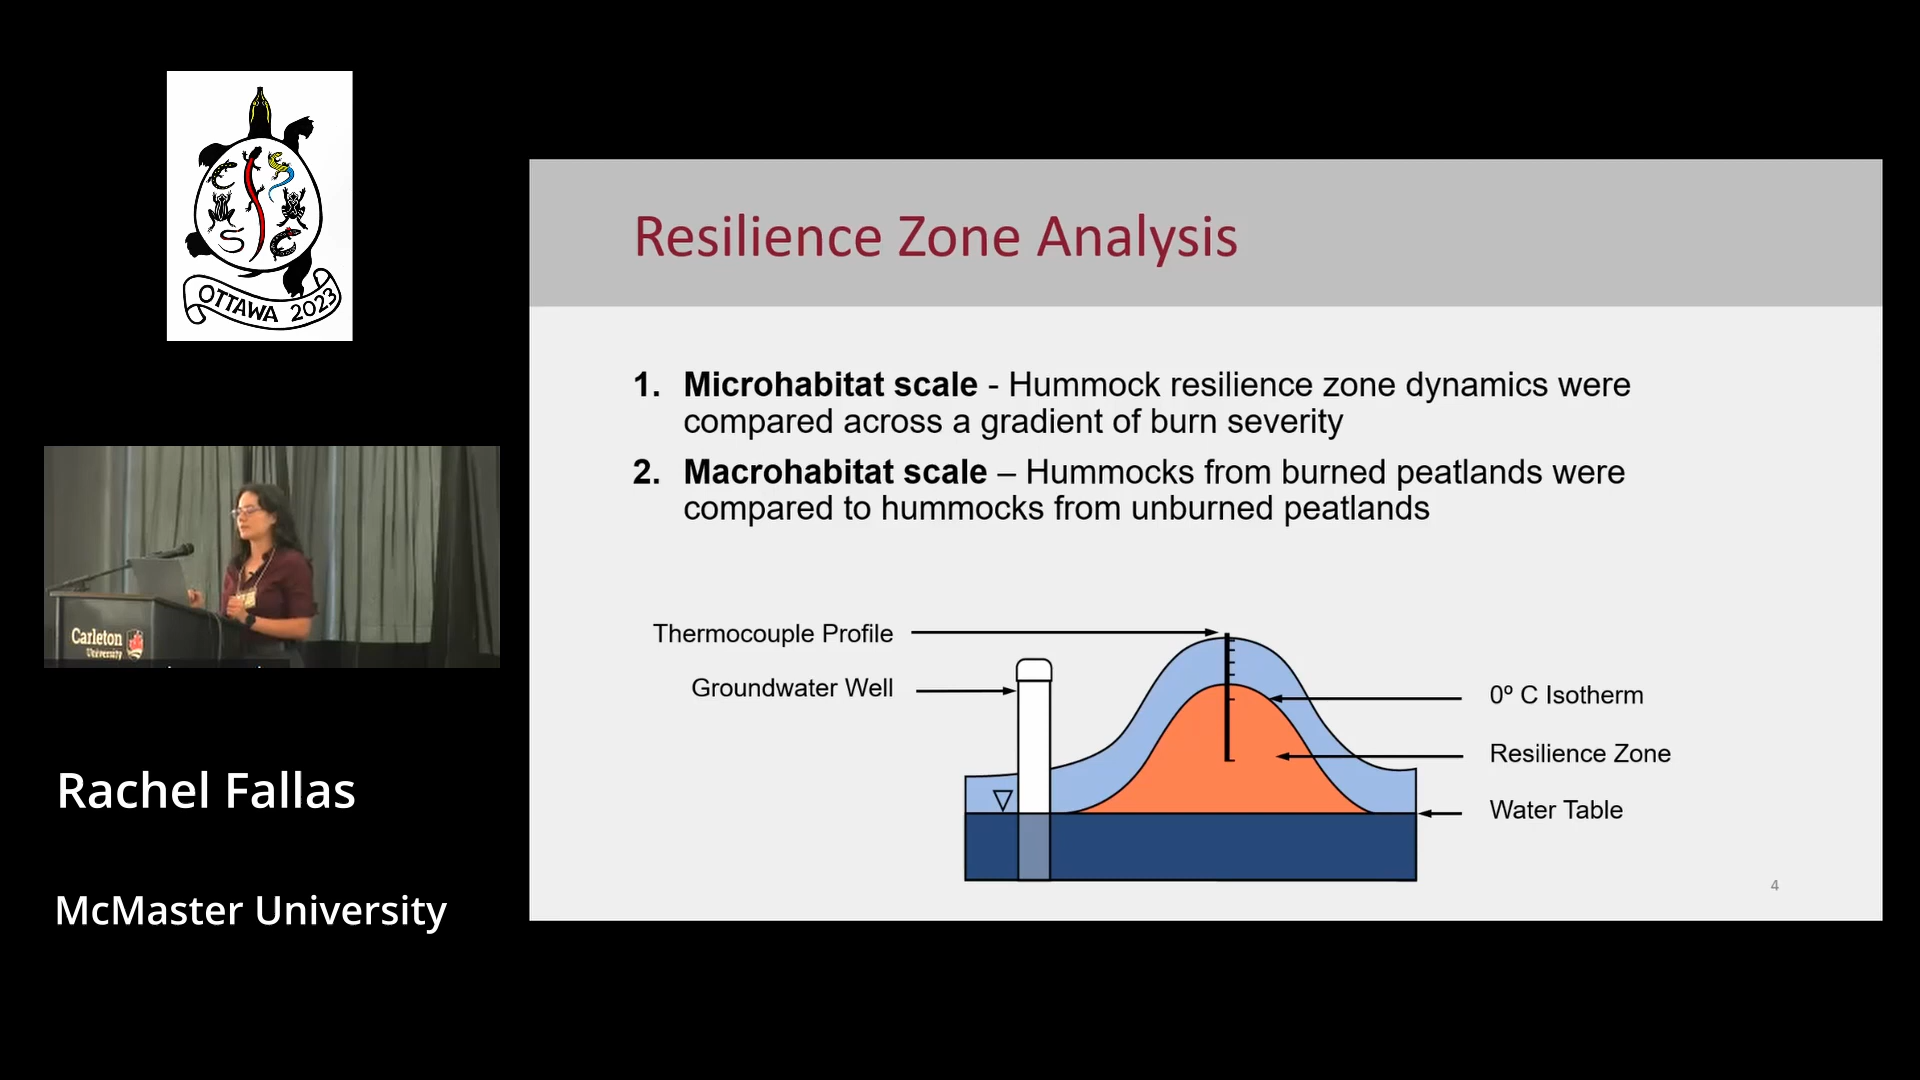 OTTAWA 2023
Carleton
University
Rachel Fallas
McMaster University
Resilience Zone Analysis
1. Microhabitat scale - Hummock resilience zone dynamics were
compared across a gradient of burn severity
2. Macrohabitat scale – Hummocks from burned peatlands were
compared to hummocks from unburned peatlands
Thermocouple Profile
Groundwater Well
0º C Isotherm
Resilience Zone
Water Table
4